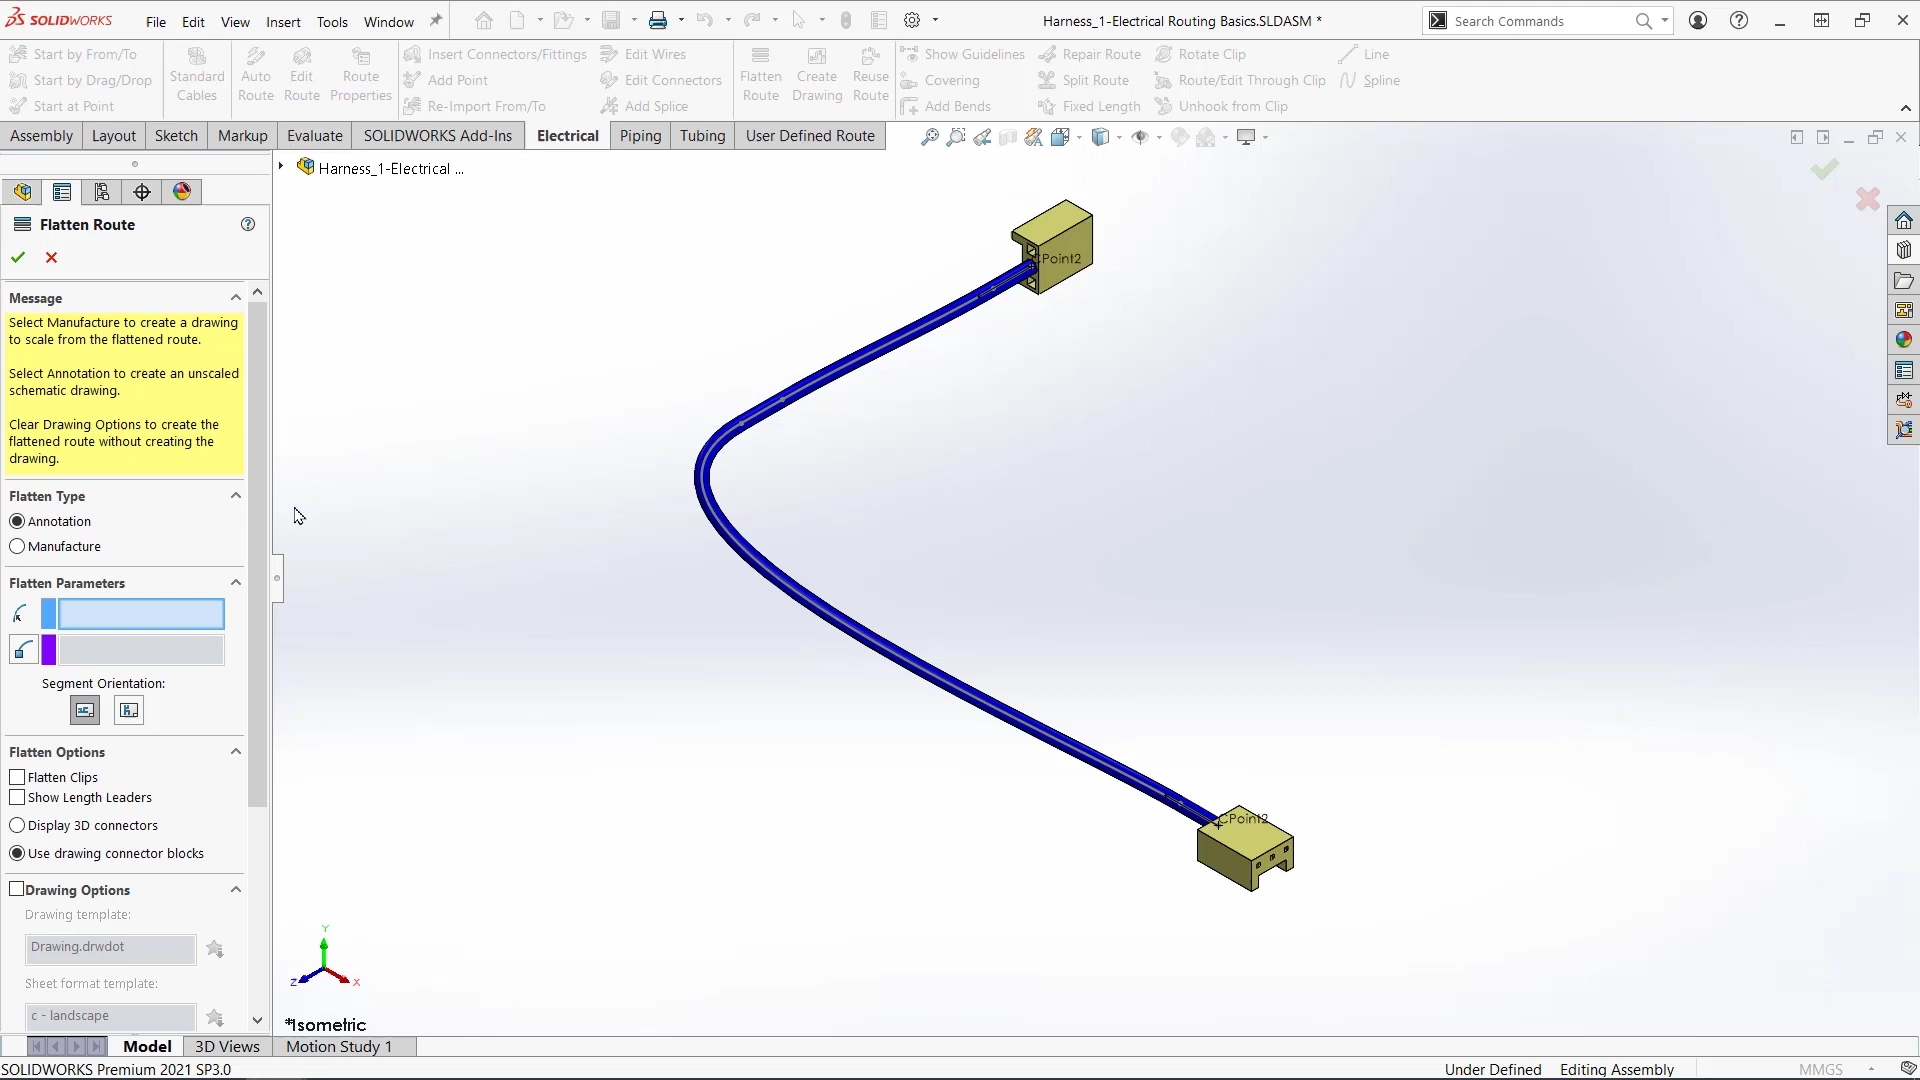 SOLIDWORKS
File Edit View Insert Tools Window
Harness_1-Electrical Routing Basics.SLDASM *
Search Commands
Start by From/To
Start by Drag/Drop
Start at Point
Standard Cables
Auto Route
Edit Route
Route Properties
Insert Connectors/Fittings
Add Point
Re-Import From/To
Edit Wires
Edit Connectors
Add Splice
Flatten Route
Create Drawing
Reuse Route
Show Guidelines
Covering
Add Bends
Repair Route
Split Route
Fixed Length
Rotate Clip
Route/Edit Through Clip
Unhook from Clip
Line
Spline
Assembly Layout Sketch Markup Evaluate SOLIDWORKS Add-Ins Electrical Piping Tubing User Defined Route
Harness_1-Electrical ...
Flatten Route
Message
Select Manufacture to create a drawing
to scale from the flattened route.
Select Annotation to create an unscaled
schematic drawing.
Clear Drawing Options to create the
flattened route without creating the
drawing.
Flatten Type
Annotation
Manufacture
Flatten Parameters
Segment Orientation:
Flatten Options
Flatten Clips
Show Length Leaders
Display 3D connectors
Use drawing connector blocks
Drawing Options
Drawing template:
Drawing.drwdot
Sheet format template:
c - landscape
CPoint2
CPoint2
Y
Z
X
*Isometric
Model 3D Views Motion Study 1
SOLIDWORKS Premium 2021 SP3.0
Under Defined Editing Assembly MMGS